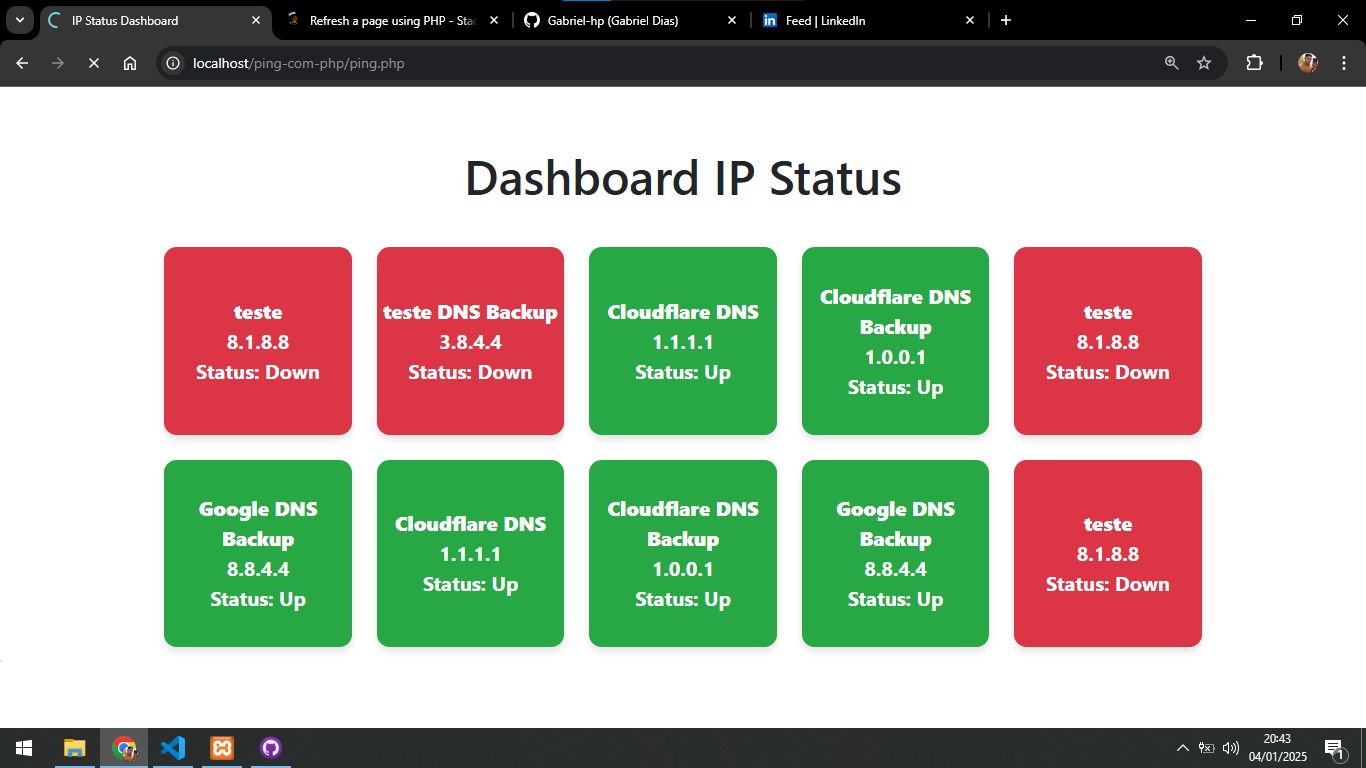 IP Status Dashboard
Refresh a page using PHP - Stac
Gabriel-hp (Gabriel Dias)
Feed | LinkedIn
localhost/ping-com-php/ping.php
Dashboard IP Status
teste
8.1.8.8
Status: Down
teste DNS Backup
3.8.4.4
Status: Down
Cloudflare DNS
1.1.1.1
Status: Up
Cloudflare DNS
Backup
1.0.0.1
Status: Up
teste
8.1.8.8
Status: Down
Google DNS
Backup
8.8.4.4
Status: Up
Cloudflare DNS
1.1.1.1
Status: Up
Cloudflare DNS
Backup
1.0.0.1
Status: Up
Google DNS
Backup
8.8.4.4
Status: Up
teste
8.1.8.8
Status: Down
20:43
04/01/2025
1